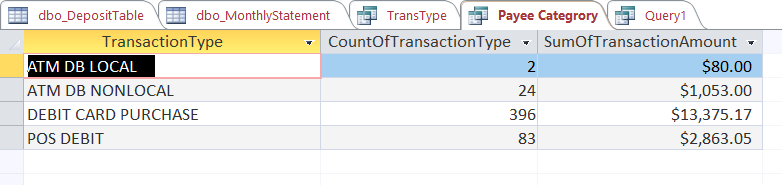 dbo_DepositTable dbo_MonthlyStatement TransType Payee Categrory Query1
TransactionType CountOfTransactionType SumOfTransactionAmount
ATM DB LOCAL 2 $80.00
ATM DB NONLOCAL 24 $1,053.00
DEBIT CARD PURCHASE 396 $13,375.17
POS DEBIT 83 $2,863.05